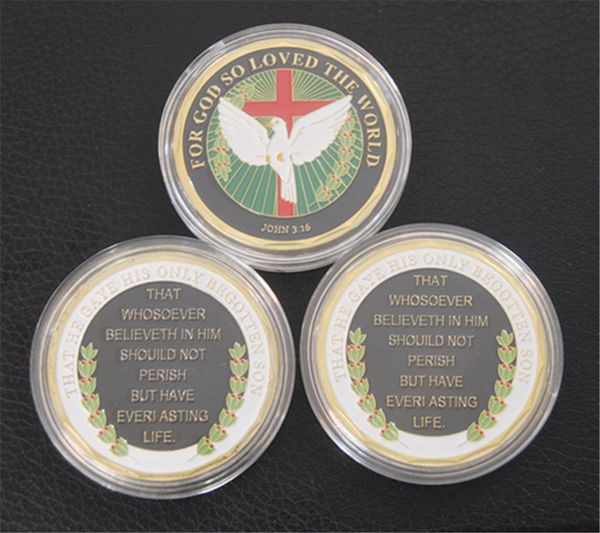 FOR GOD SO LOVED THE WORLD
JOHN 3:16
THAT HE GAVE HIS ONLY BEGOTTEN SON
THAT
WHOSOEVER
BELIEVETH IN HIM
SHOUILD NOT
PERISH
BUT HAVE
EVERI ASTING
LIFE.
THAT HE GAVE HIS ONLY BEGOTTEN SON
THAT
WHOSOEVER
BELIEVETH IN HIM
SHOUILD NOT
PERISH
BUT HAVE
EVERI ASTING
LIFE.